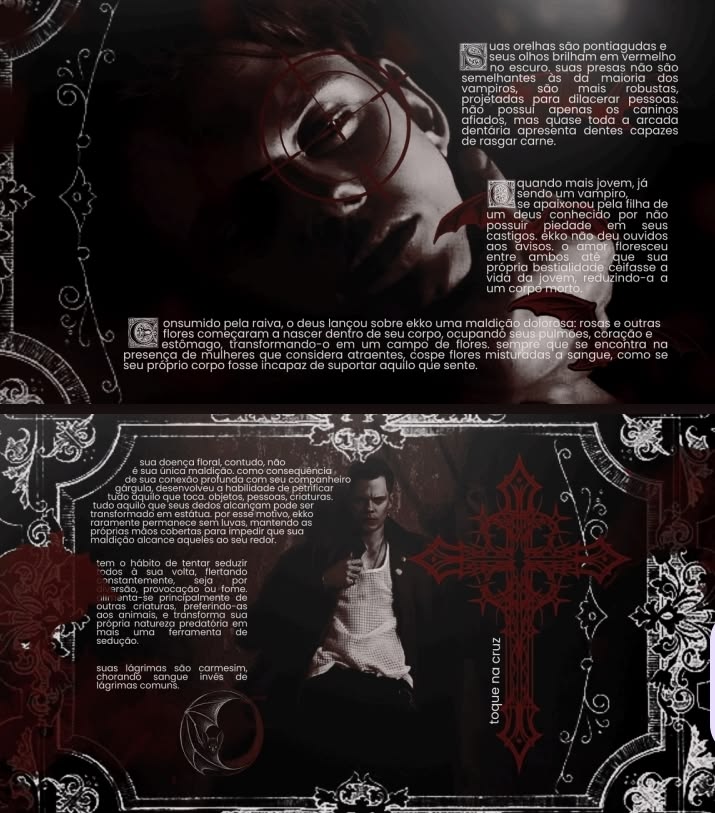 Suas orelhas são pontiagudas e
seus olhos brilham em vermelho
no escuro. suas presas não são
semelhantes às da maioria dos
vampiros, são mais robustas,
projetadas para dilacerar pessoas.
não possui apenas os caninos
afiados, mas quase toda a arcada
dentária apresenta dentes capazes
de rasgar carne.
quando mais jovem, já
sendo um vampiro,
se apaixonou pela filha de
um deus conhecido por não
possuir piedade em seus
castigos. ekko não deu ouvidos
aos avisos. o amor floresceu
entre ambos até que sua
própria bestialidade ceifasse a
vida da jovem, reduzindo-a a
um corpo morto.
Consumido pela raiva, o deus lançou sobre ekko uma maldição dolorosa: rosas e outras
flores começaram a nascer dentro de seu corpo, ocupando seus pulmões, coração e
estômago, transformando-o em um campo de flores. sempre que se encontra na
presença de mulheres que considera atraentes, cospe flores misturadas a sangue, como se
seu próprio corpo fosse incapaz de suportar aquilo que sente.
sua doença floral, contudo, não
é sua única maldição. como consequência
de sua conexão profunda com seu companheiro
gárgula, desenvolveu a habilidade de petrificar
tudo aquilo que toca. objetos, pessoas, criaturas.
tudo aquilo que seus dedos alcançam pode ser
transformado em estátua. por esse motivo, ekko
raramente permanece sem luvas, mantendo as
próprias mãos cobertas para impedir que sua
maldição alcance aqueles ao seu redor.
tem o hábito de tentar seduzir
todos à sua volta, flertando
constantemente, seja por
diversão, provocação ou fome.
alimenta-se principalmente de
outras criaturas, preferindo-as
aos animais, e transforma sua
própria natureza predatória em
mais uma ferramenta de
sedução.
suas lágrimas são carmesim,
chorando sangue invés de
lágrimas comuns.
toque na cruz